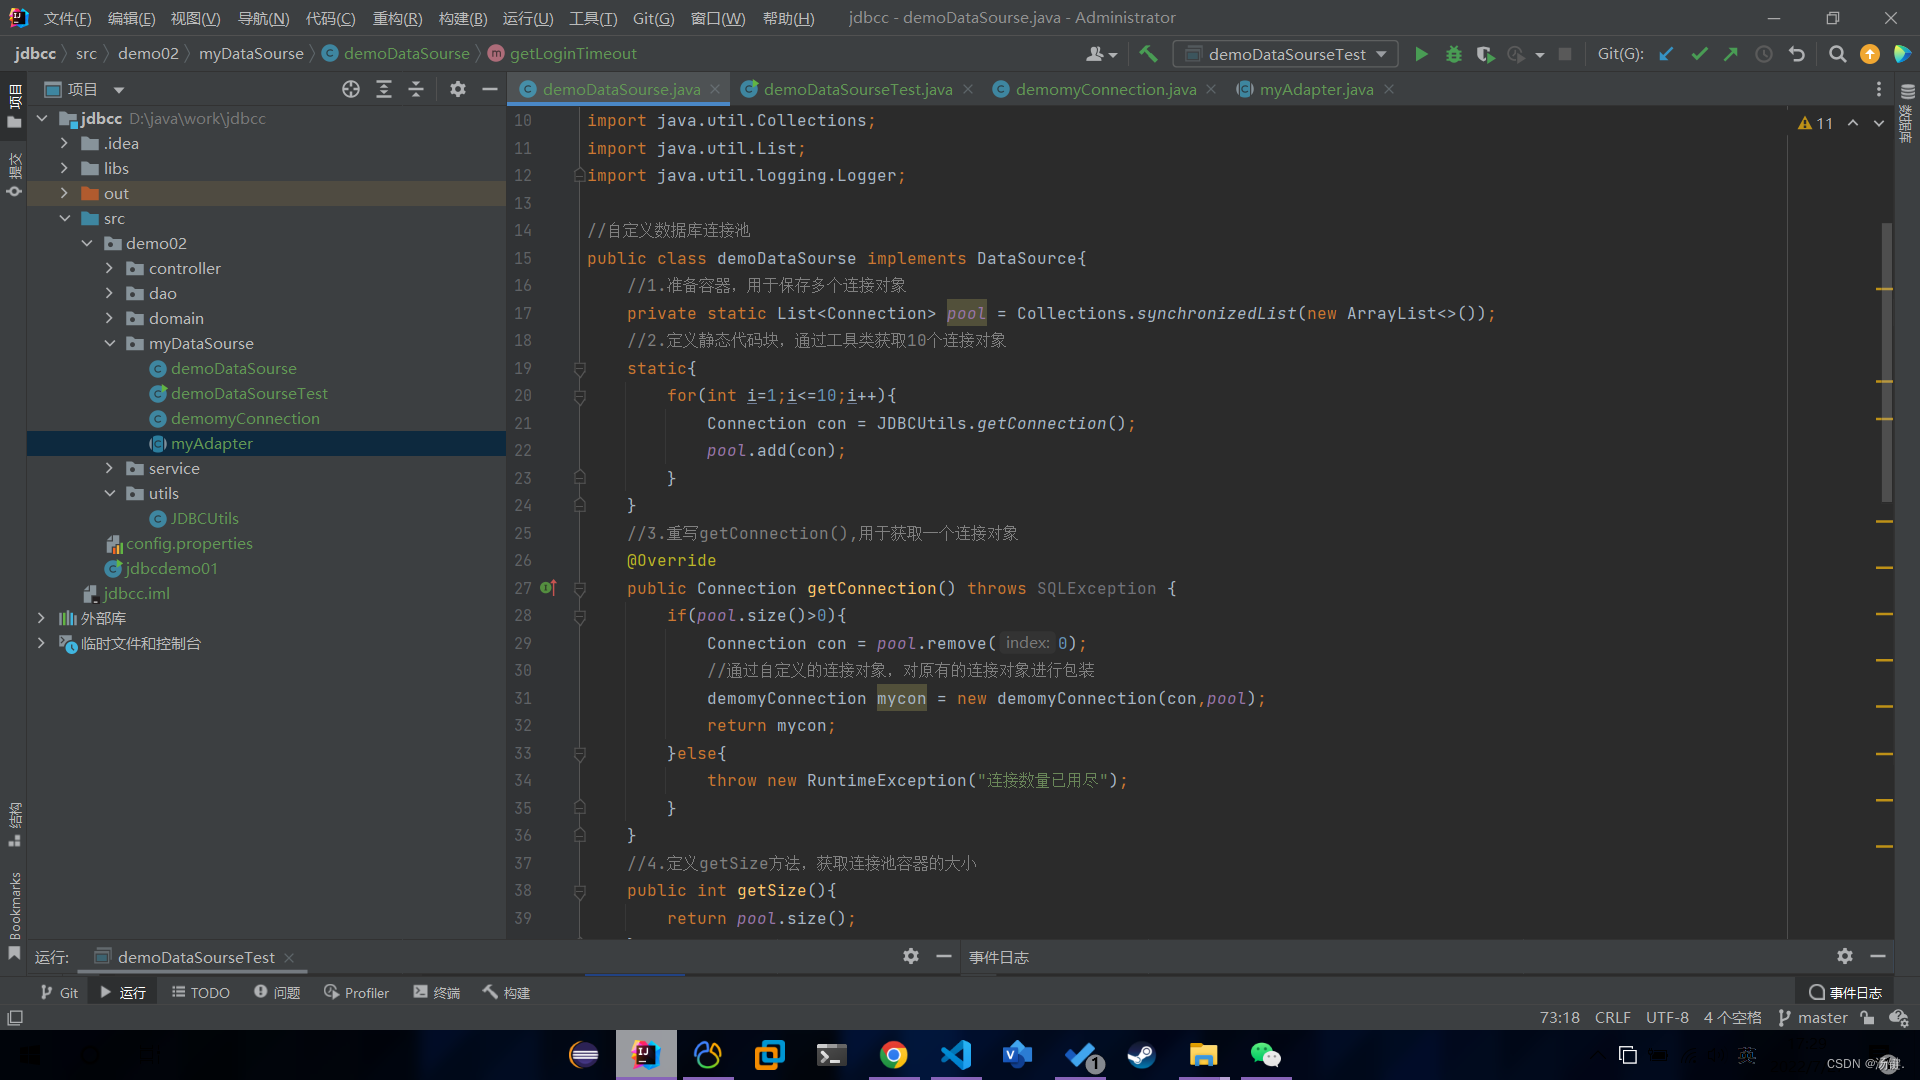 文件(F) 编辑(E) 视图(V) 导航(N) 代码(C) 重构(R) 构建(B) 运行(U) 工具(T) Git(G) 窗口(W) 帮助(H) jdbcc - demoDataSourse.java - Administrator
jdbcc src demo02 myDataSourse demoDataSourse getLoginTimeout demoDataSourseTest Git(G):
项目 demoDataSourse.java demoDataSourseTest.java demomyConnection.java myAdapter.java
项目
提交
结构
Bookmarks
数据库
jdbcc D:\java\work\jdbcc
.idea
libs
out
src
demo02
controller
dao
domain
myDataSourse
demoDataSourse
demoDataSourseTest
demomyConnection
myAdapter
service
utils
JDBCUtils
config.properties
jdbcdemo01
jdbcc.iml
外部库
临时文件和控制台
11
10 import java.util.Collections;
11 import java.util.List;
12 import java.util.logging.Logger;
13
14 //自定义数据库连接池
15 public class demoDataSourse implements DataSource{
16 //1.准备容器，用于保存多个连接对象
17 private static List<Connection> pool = Collections.synchronizedList(new ArrayList<>());
18 //2.定义静态代码块，通过工具类获取10个连接对象
19 static{
20 for(int i=1;i<=10;i++){
21 Connection con = JDBCUtils.getConnection();
22 pool.add(con);
23 }
24 }
25 //3.重写getConnection(),用于获取一个连接对象
26 @Override
27 public Connection getConnection() throws SQLException {
28 if(pool.size()>0){
29 Connection con = pool.remove( index: 0);
30 //通过自定义的连接对象，对原有的连接对象进行包装
31 demomyConnection mycon = new demomyConnection(con,pool);
32 return mycon;
33 }else{
34 throw new RuntimeException("连接数量已用尽");
35 }
36 }
37 //4.定义getSize方法，获取连接池容器的大小
38 public int getSize(){
39 return pool.size();
运行: demoDataSourseTest 事件日志
Git 运行 TODO 问题 Profiler 终端 构建 事件日志
73:18 CRLF UTF-8 4 个空格 master
1
英
CSDN @汤键.